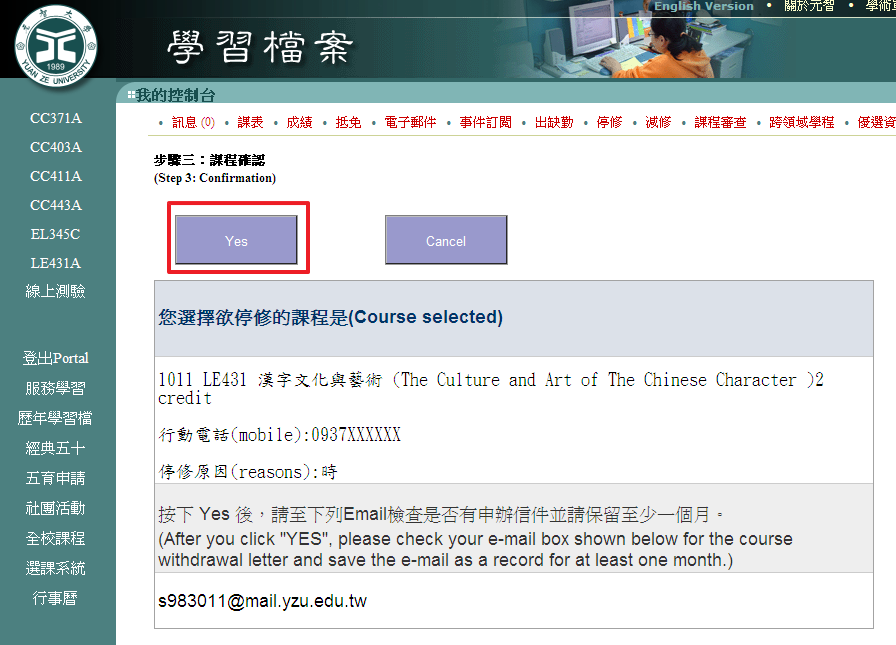 English Version • 關於元智 • 學術
YUAN ZE UNIVERSITY
1989
學習檔案
我的控制台
• 訊息 (0) • 課表 • 成績 • 抵免 • 電子郵件 • 事件訂閱 • 出缺勤 • 停修 • 減修 • 課程審查 • 跨領域學程 • 優選資
CC371A
CC403A
CC411A
CC443A
EL345C
LE431A
線上測驗
登出Portal
服務學習
歷年學習檔
經典五十
五育申請
社團活動
全校課程
選課系統
行事曆
步驟三：課程確認
(Step 3: Confirmation)
Yes
Cancel
您選擇欲停修的課程是(Course selected)
1011 LE431 漢字文化與藝術 (The Culture and Art of The Chinese Character )2
credit
行動電話(mobile):0937XXXXXX
停修原因(reasons):時
按下 Yes 後，請至下列Email檢查是否有申辦信件並請保留至少一個月。
(After you click "YES", please check your e-mail box shown below for the course
withdrawal letter and save the e-mail as a record for at least one month.)
s983011@mail.yzu.edu.tw